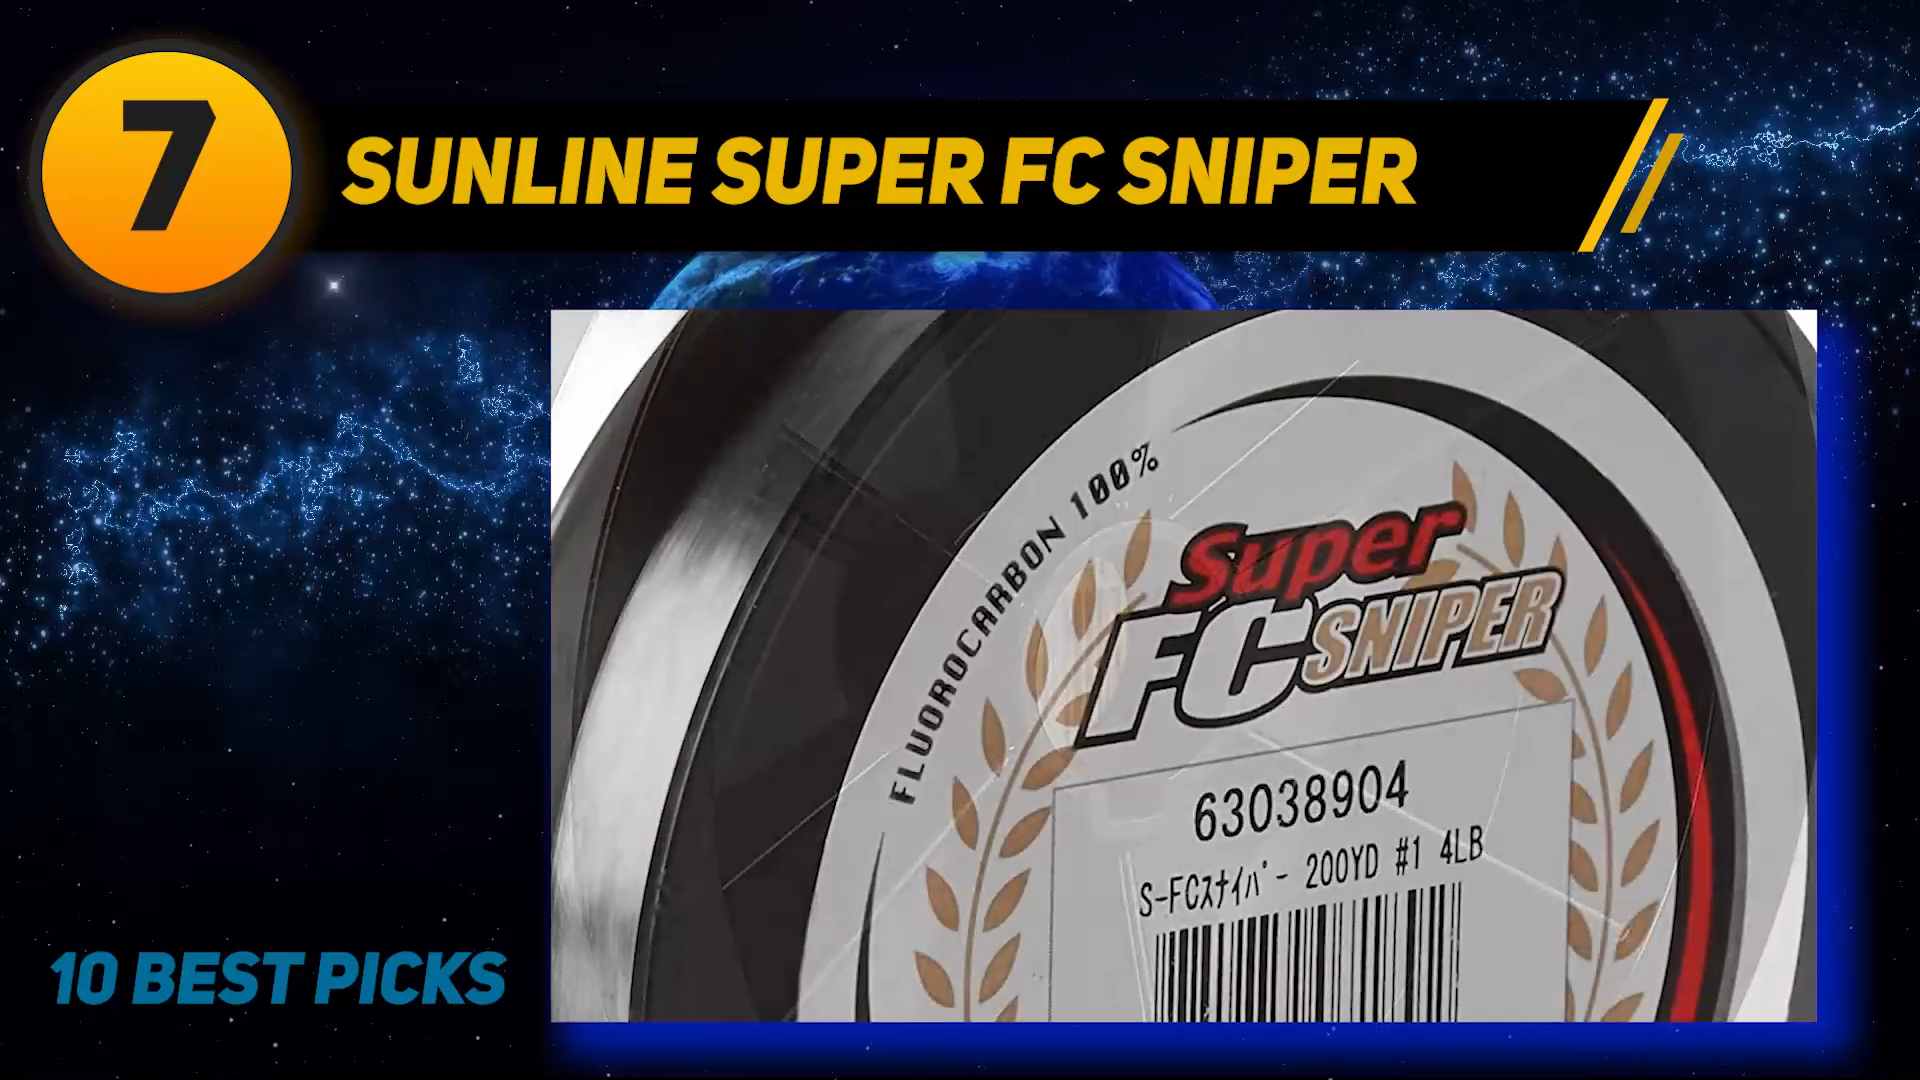 7
SUNLINE SUPER FC SNIPER
FLUOROCARBON 100%
Super
FC SNIPER
63038904
S-FCスナイパー 200YD #1 4LB
10 BEST PICKS